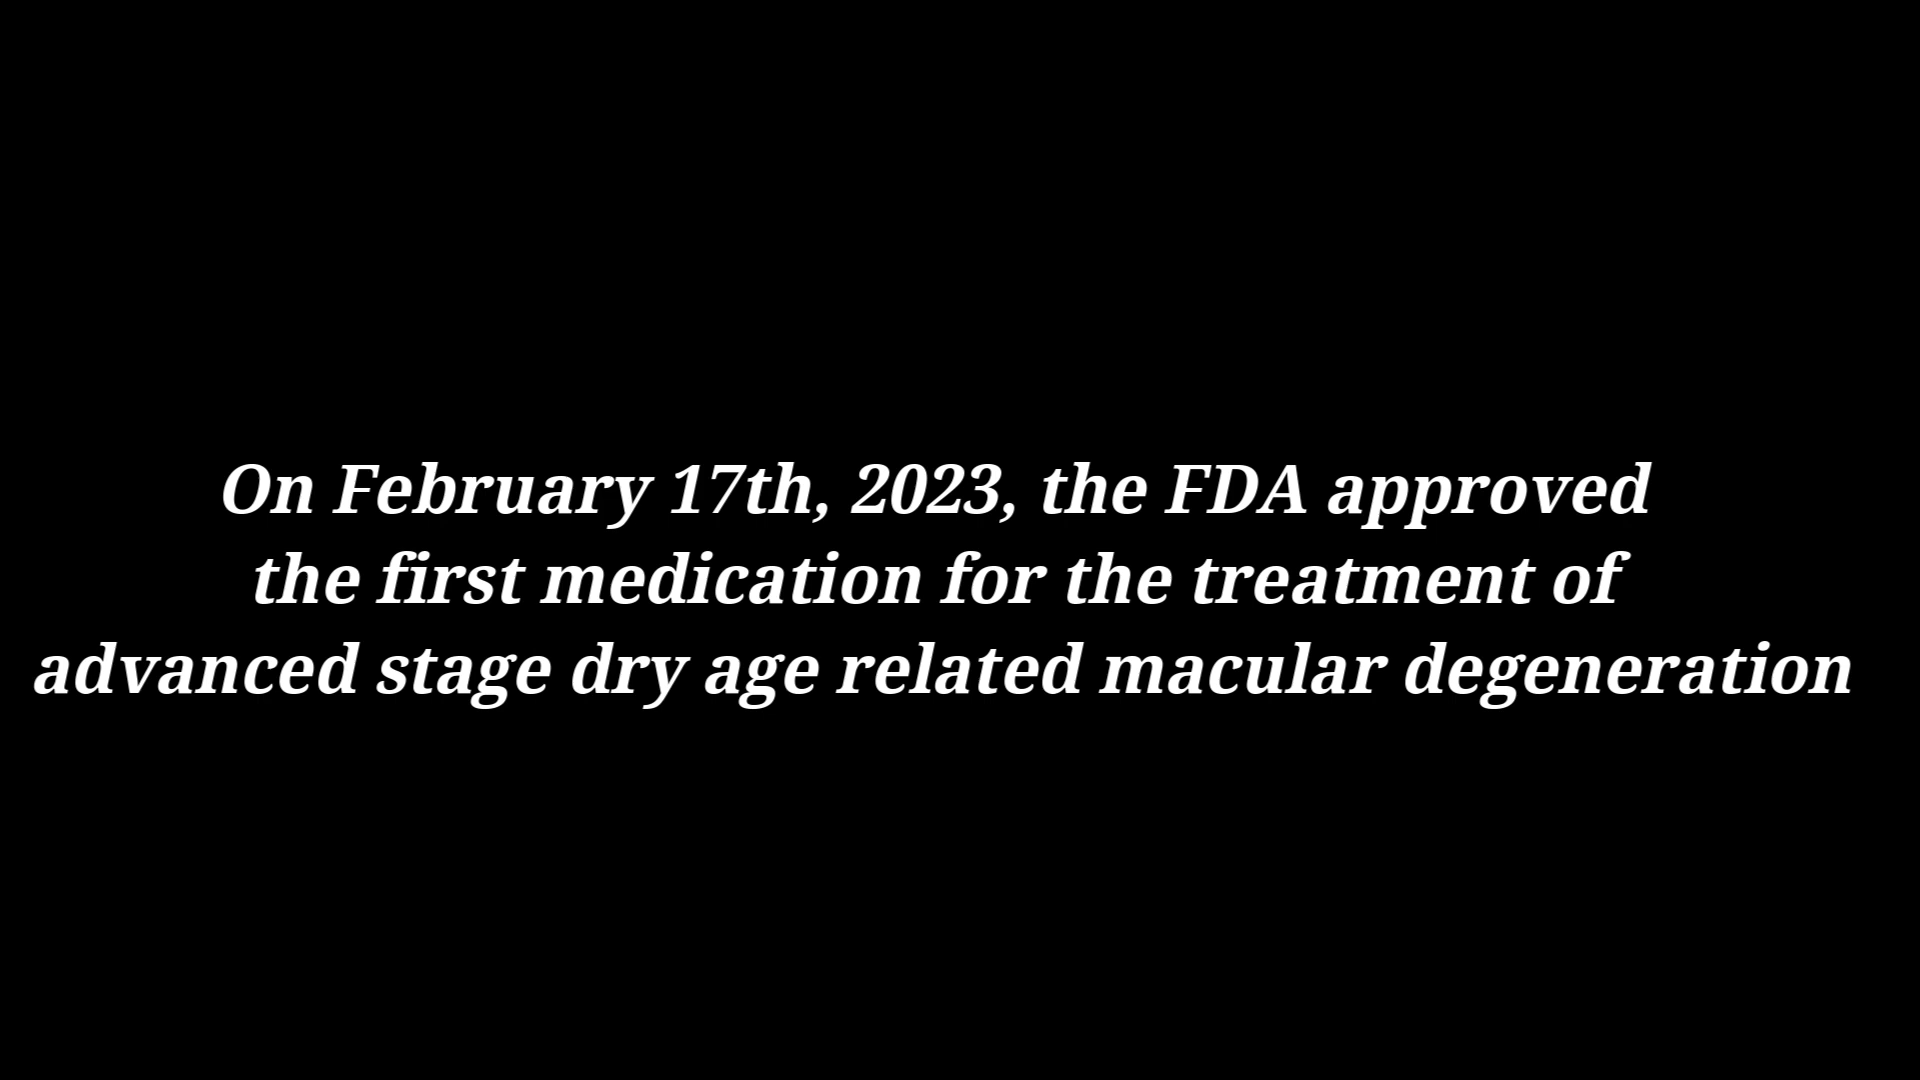 On February 17th, 2023, the FDA approved
the first medication for the treatment of
advanced stage dry age related macular degeneration